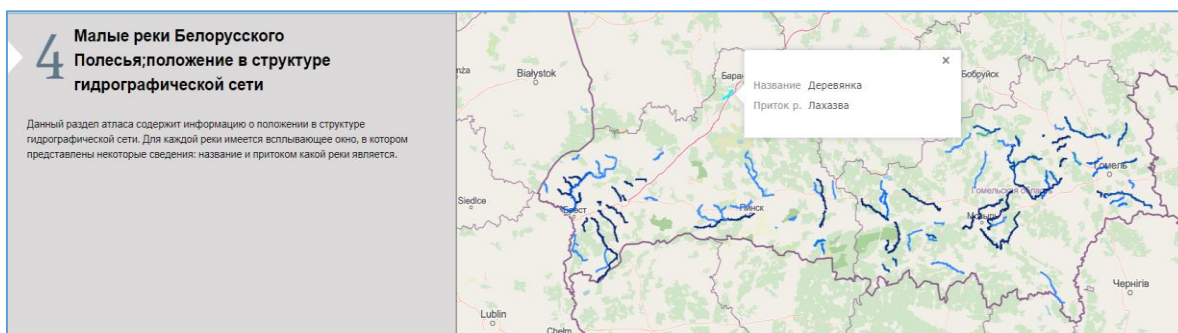 4
Малые реки Белорусского
Полесья;положение в структуре
гидрографической сети
Данный раздел атласа содержит информацию о положении в структуре
гидрографической сети. Для каждой реки имеется всплывающее окно, в котором
представлены некоторые сведения: название и притоком какой реки является.
Białystok
Бобруйск
×
Название Деревянка
Приток р. Лахазва
Гомель
Гомельская область
Siedlce
Брест
Пинск
Мозырь
Чернігів
Lublin
Chełm